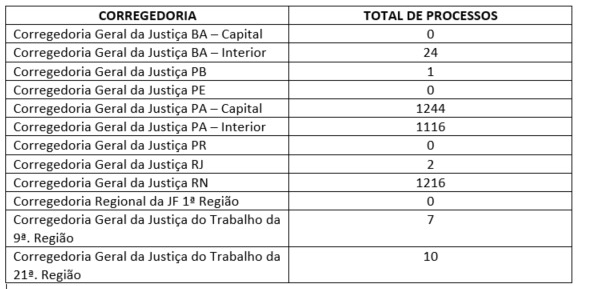 CORREGEDORIA TOTAL DE PROCESSOS
Corregedoria Geral da Justiça BA – Capital 0
Corregedoria Geral da Justiça BA – Interior 24
Corregedoria Geral da Justiça PB 1
Corregedoria Geral da Justiça PE 0
Corregedoria Geral da Justiça PA – Capital 1244
Corregedoria Geral da Justiça PA – Interior 1116
Corregedoria Geral da Justiça PR 0
Corregedoria Geral da Justiça RJ 2
Corregedoria Geral da Justiça RN 1216
Corregedoria Regional da JF 1ª Região 0
Corregedoria Geral da Justiça do Trabalho da 7
9ª. Região
Corregedoria Geral da Justiça do Trabalho da 10
21ª. Região